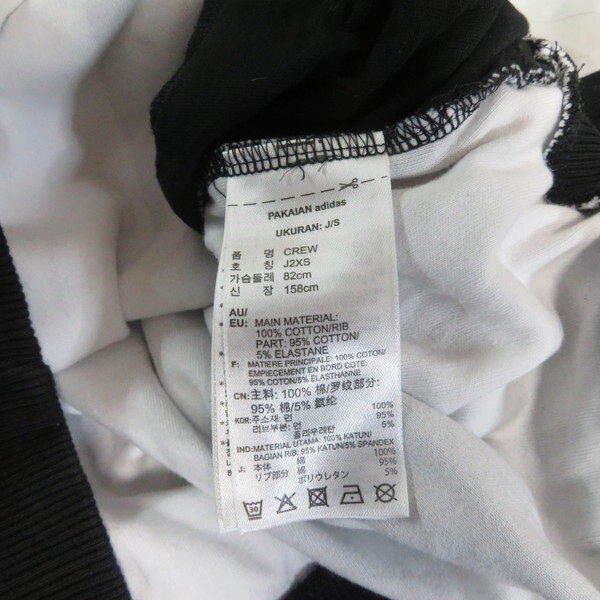 PAKAIAN adidas
UKURAN: J/S
품 명 CREW
호 칭 J2XS
가슴둘레 82cm
신 장 158cm
AU/
EU: MAIN MATERIAL:
100% COTTON/RIB
PART: 95% COTTON/
5% ELASTANE
F: MATIERE PRINCIPALE: 100% COTON/
EMPIECEMENT EN BORD COTE:
95% COTON/5% ELASTHANNE
CN: 主料: 100% 棉/罗纹部分:
95% 棉/5% 氨纶
KOR: 주소재: 면 100%
리브부분: 면 95%
폴리우레탄 5%
IND: MATERIAL UTAMA: 100% KATUN/
BAGIAN RIB: 95% KATUN/5% SPANDEX
J: 本体 綿 100%
リブ部分 綿 95%
ポリウレタン 5%
30